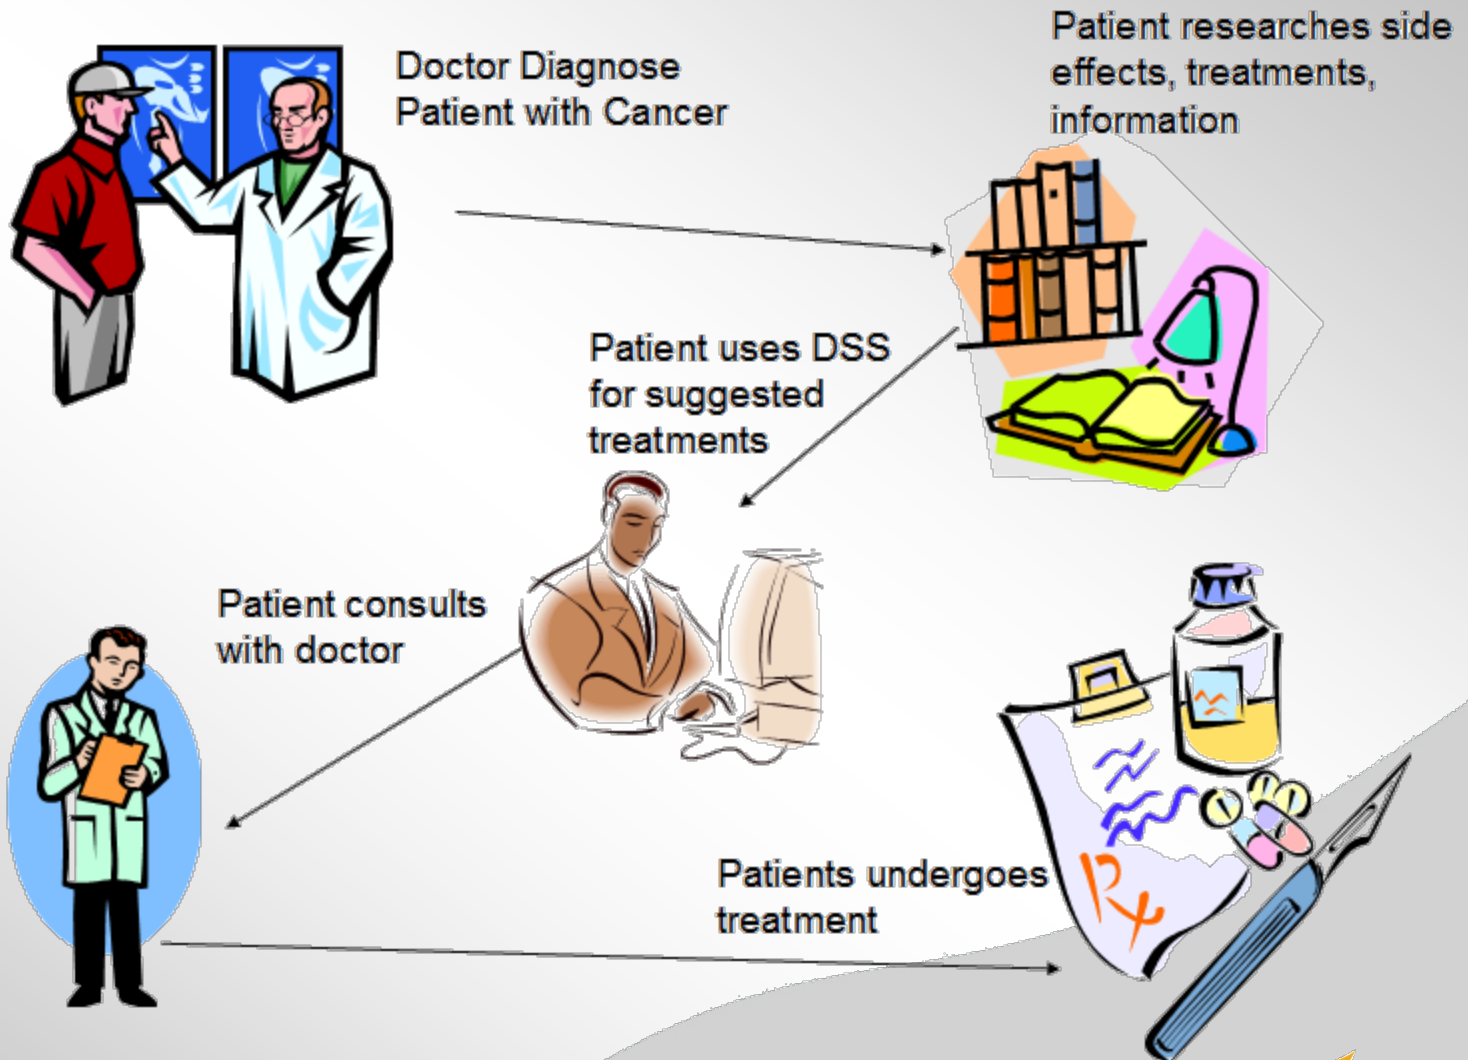 Doctor Diagnose
Patient with Cancer
Patient researches side
effects, treatments,
information
Patient uses DSS
for suggested
treatments
Patient consults
with doctor
Patients undergoes
treatment
Rx